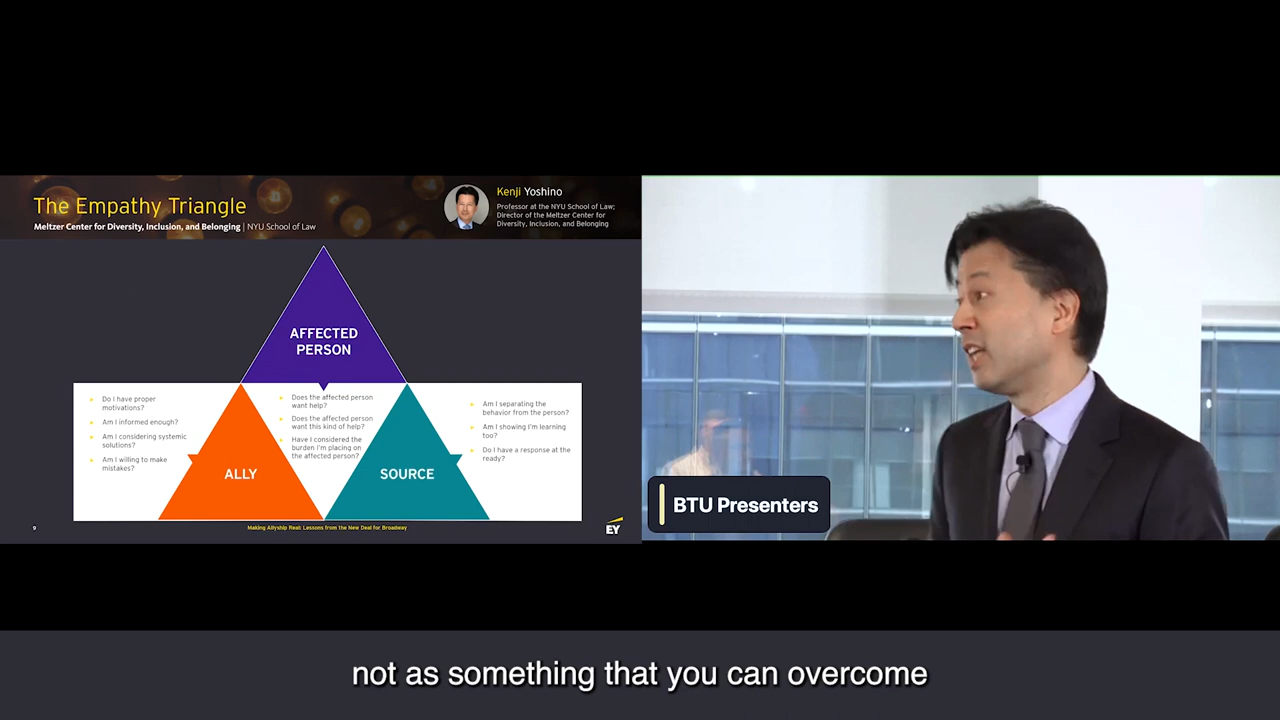 The Empathy Triangle
Meltzer Center for Diversity, Inclusion, and Belonging | NYU School of Law
Kenji Yoshino
Professor at the NYU School of Law;
Director of the Meltzer Center for
Diversity, Inclusion, and Belonging
AFFECTED
PERSON
Do I have proper
motivations?
Am I informed enough?
Am I considering systemic
solutions?
Am I willing to make
mistakes?
ALLY
Does the affected person
want help?
Does the affected person
want this kind of help?
Have I considered the
burden I'm placing on
the affected person?
SOURCE
Am I separating the
behavior from the person?
Am I showing I'm learning
too?
Do I have a response at the
ready?
9
Making Allyship Real: Lessons from the New Deal for Broadway
EY
BTU Presenters
not as something that you can overcome